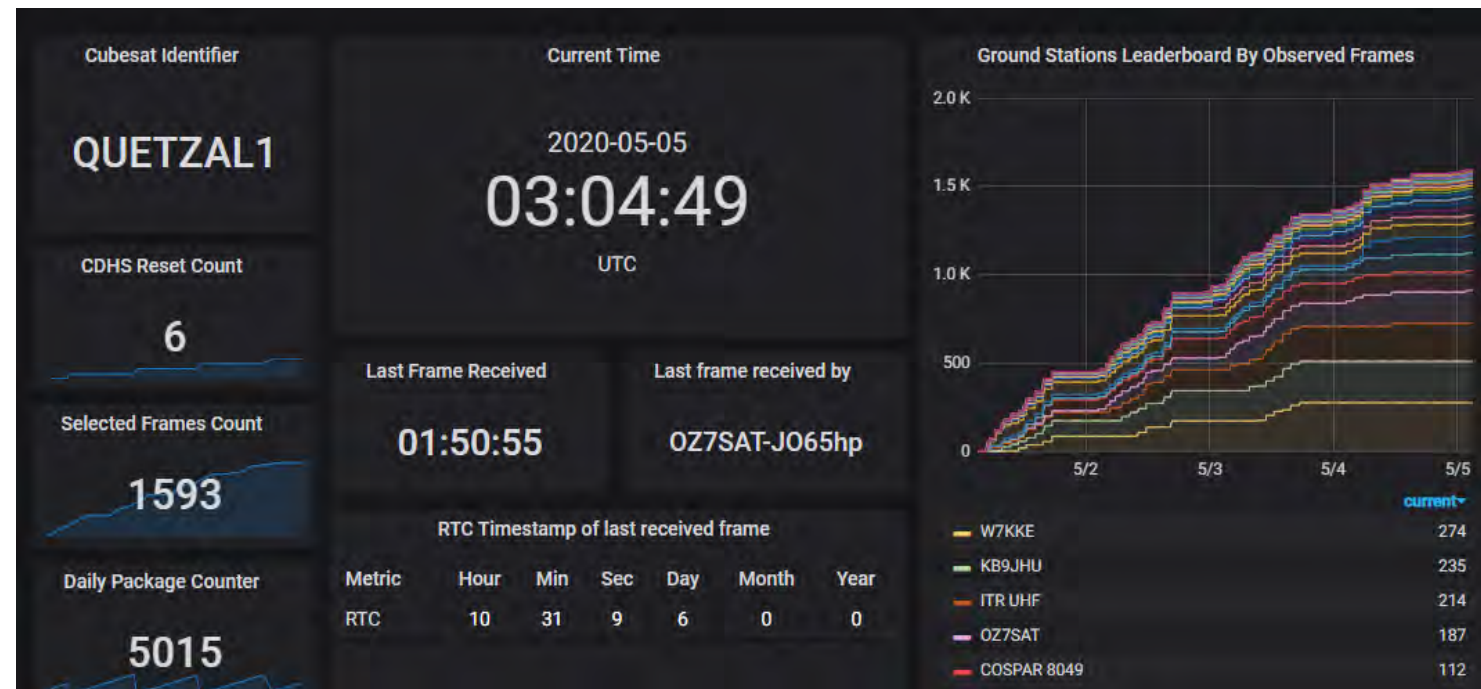 Cubesat Identifier
QUETZAL1
CDHS Reset Count
6
Selected Frames Count
1593
Daily Package Counter
5015
Current Time
2020-05-05
03:04:49
UTC
Last Frame Received
01:50:55
Last frame received by
OZ7SAT-JO65hp
RTC Timestamp of last received frame
Metric Hour Min Sec Day Month Year
RTC 10 31 9 6 0 0
Ground Stations Leaderboard By Observed Frames
2.0 K
1.5 K
1.0 K
500
0
5/2 5/3 5/4 5/5
current
W7KKE 274
KB9JHU 235
ITR UHF 214
OZ7SAT 187
COSPAR 8049 112